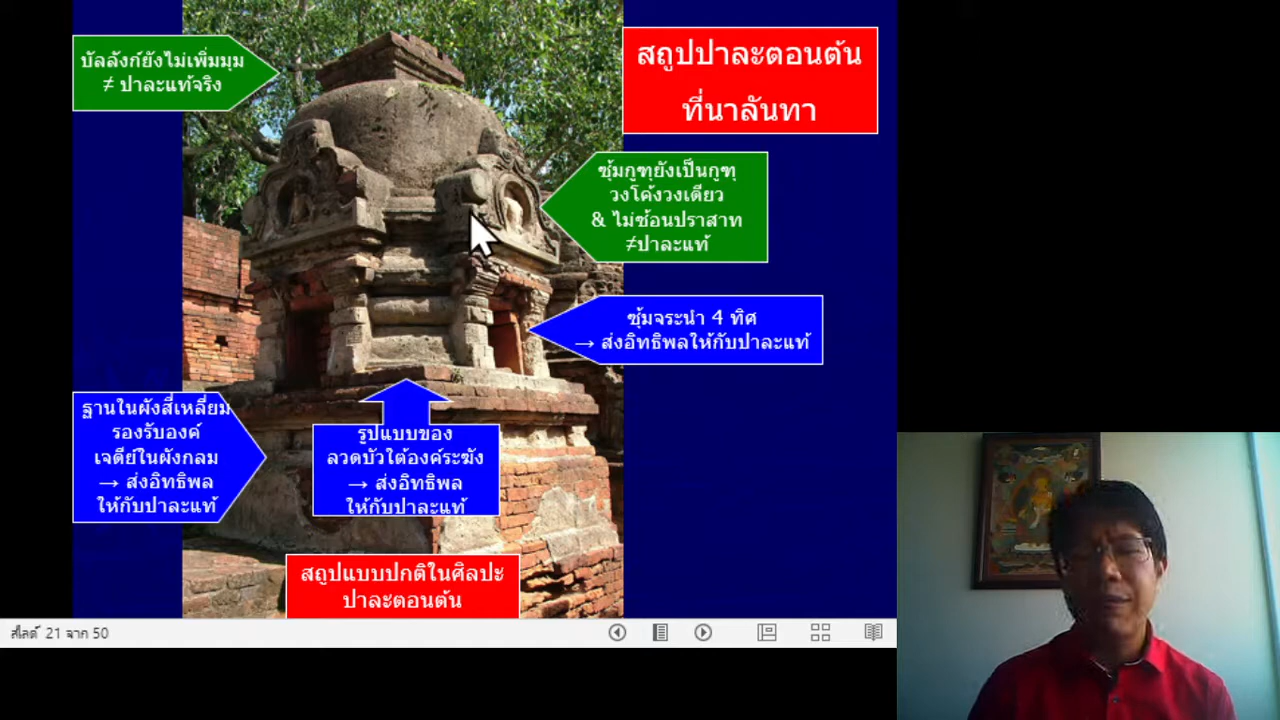 สถูปปาละตอนต้น
ที่นาลันทา
บัลลังก์ยังไม่เพิ่มมุม
≠ ปาละแท้จริง
ซุ้มกูฑุยังเป็นกูฑุ
วงโค้งวงเดียว
& ไม่ซ้อนปราสาท
≠ปาละแท้
ซุ้มจระนำ 4 ทิศ
→ ส่งอิทธิพลให้กับปาละแท้
ฐานในผังสี่เหลี่ยม
รองรับองค์
เจดีย์ในผังกลม
→ ส่งอิทธิพล
ให้กับปาละแท้
รูปแบบของ
ลวดบัวใต้องค์ระฆัง
→ ส่งอิทธิพล
ให้กับปาละแท้
สถูปแบบปกติในศิลปะ
ปาละตอนต้น
สไลด์ 21 จาก 50